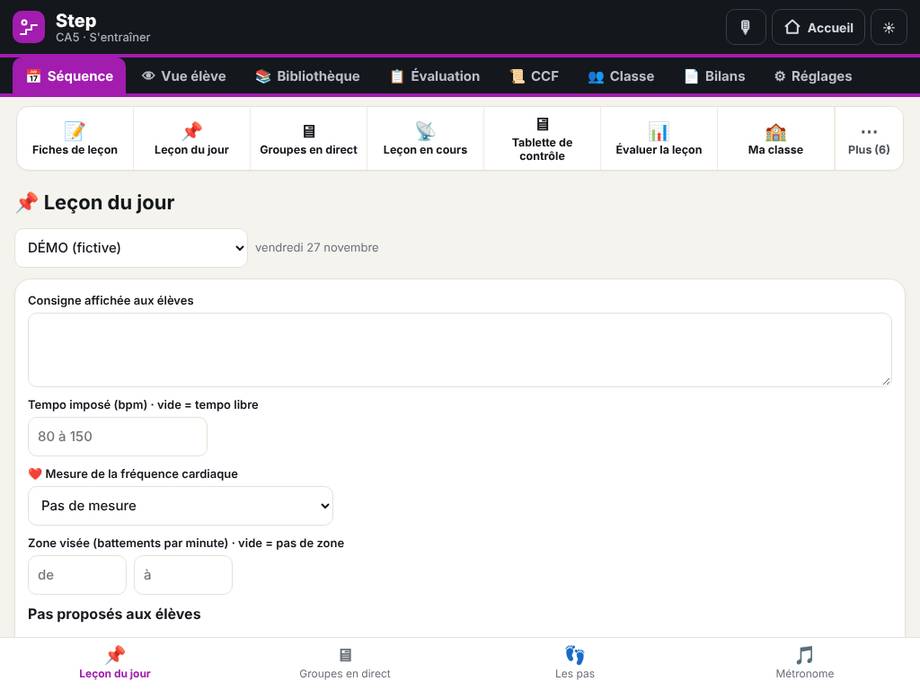 Step
CA5 · S'entraîner
Accueil
Séquence
Vue élève
Bibliothèque
Évaluation
CCF
Classe
Bilans
Réglages
Fiches de leçon
Leçon du jour
Groupes en direct
Leçon en cours
Tablette de
contrôle
Évaluer la leçon
Ma classe
Plus (6)
Leçon du jour
DÉMO (fictive)
vendredi 27 novembre
Consigne affichée aux élèves
Tempo imposé (bpm) · vide = tempo libre
80 à 150
Mesure de la fréquence cardiaque
Pas de mesure
Zone visée (battements par minute) · vide = pas de zone
de
à
Pas proposés aux élèves
Leçon du jour
Groupes en direct
Les pas
Métronome